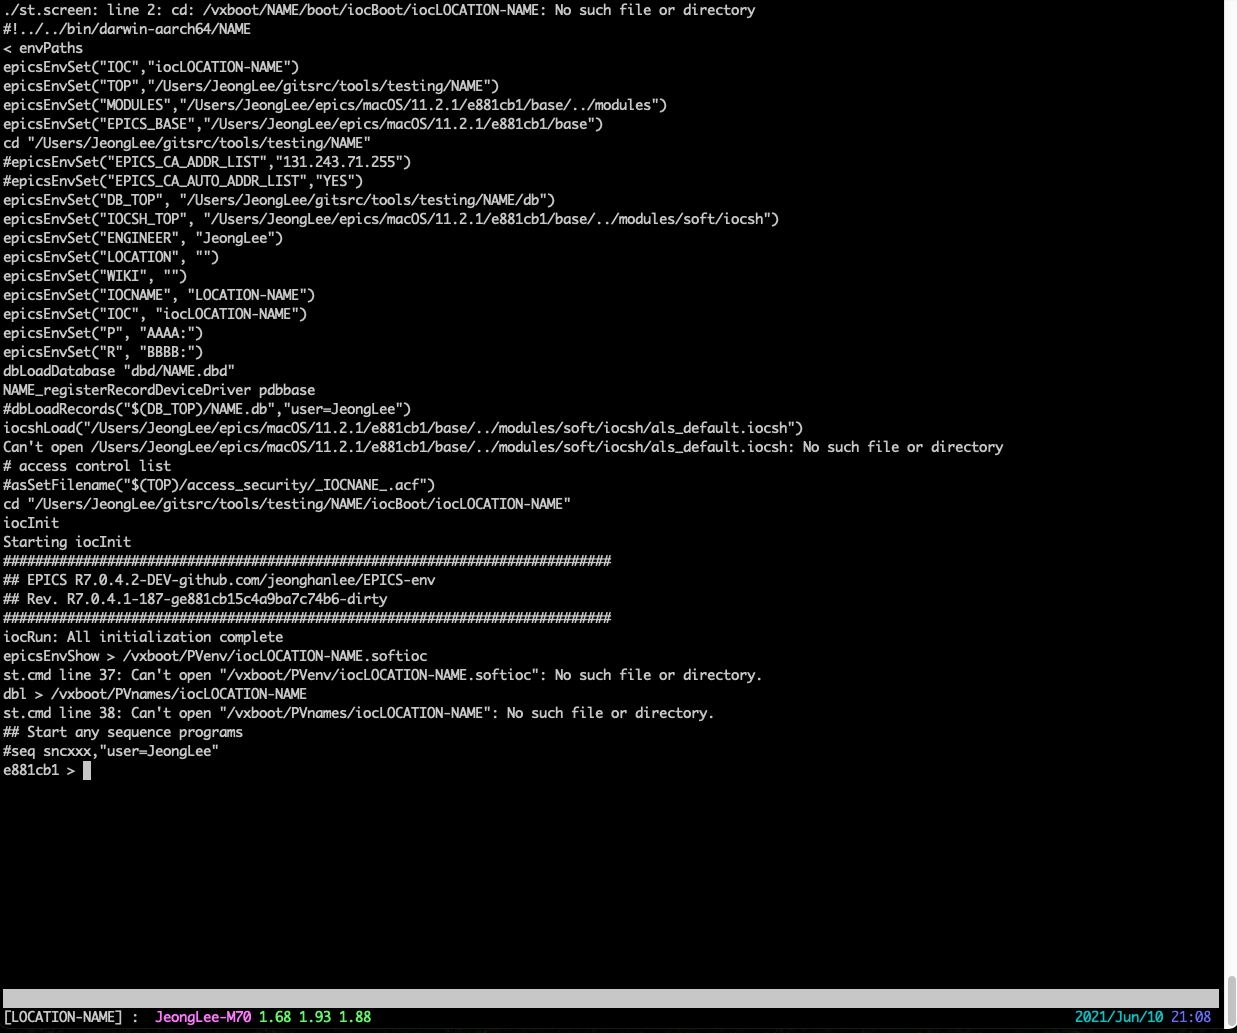 ./st.screen: line 2: cd: /vxboot/NAME/boot/iocBoot/iocLOCATION-NAME: No such file or directory
#!../../bin/darwin-aarch64/NAME
< envPaths
epicsEnvSet("IOC","iocLOCATION-NAME")
epicsEnvSet("TOP","/Users/JeongLee/gitsrc/tools/testing/NAME")
epicsEnvSet("MODULES","/Users/JeongLee/epics/macOS/11.2.1/e881cb1/base/../modules")
epicsEnvSet("EPICS_BASE","/Users/JeongLee/epics/macOS/11.2.1/e881cb1/base")
cd "/Users/JeongLee/gitsrc/tools/testing/NAME"
#epicsEnvSet("EPICS_CA_ADDR_LIST","131.243.71.255")
#epicsEnvSet("EPICS_CA_AUTO_ADDR_LIST","YES")
epicsEnvSet("DB_TOP", "/Users/JeongLee/gitsrc/tools/testing/NAME/db")
epicsEnvSet("IOCSH_TOP", "/Users/JeongLee/epics/macOS/11.2.1/e881cb1/base/../modules/soft/iocsh")
epicsEnvSet("ENGINEER", "JeongLee")
epicsEnvSet("LOCATION", "")
epicsEnvSet("WIKI", "")
epicsEnvSet("IOCNAME", "LOCATION-NAME")
epicsEnvSet("IOC", "iocLOCATION-NAME")
epicsEnvSet("P", "AAAA:")
epicsEnvSet("R", "BBBB:")
dbLoadDatabase "dbd/NAME.dbd"
NAME_registerRecordDeviceDriver pdbbase
#dbLoadRecords("$(DB_TOP)/NAME.db","user=JeongLee")
iocshLoad("/Users/JeongLee/epics/macOS/11.2.1/e881cb1/base/../modules/soft/iocsh/als_default.iocsh")
Can't open /Users/JeongLee/epics/macOS/11.2.1/e881cb1/base/../modules/soft/iocsh/als_default.iocsh: No such file or directory
# access control list
#asSetFilename("$(TOP)/access_security/_IOCNANE_.acf")
cd "/Users/JeongLee/gitsrc/tools/testing/NAME/iocBoot/iocLOCATION-NAME"
iocInit
Starting iocInit
############################################################################
## EPICS R7.0.4.2-DEV-github.com/jeonghanlee/EPICS-env
## Rev. R7.0.4.1-187-ge881cb15c4a9ba7c74b6-dirty
############################################################################
iocRun: All initialization complete
epicsEnvShow > /vxboot/PVenv/iocLOCATION-NAME.softioc
st.cmd line 37: Can't open "/vxboot/PVenv/iocLOCATION-NAME.softioc": No such file or directory.
dbl > /vxboot/PVnames/iocLOCATION-NAME
st.cmd line 38: Can't open "/vxboot/PVnames/iocLOCATION-NAME": No such file or directory.
## Start any sequence programs
#seq sncxxx,"user=JeongLee"
e881cb1 >
[LOCATION-NAME] : JeongLee-M70 1.68 1.93 1.88 2021/Jun/10 21:08